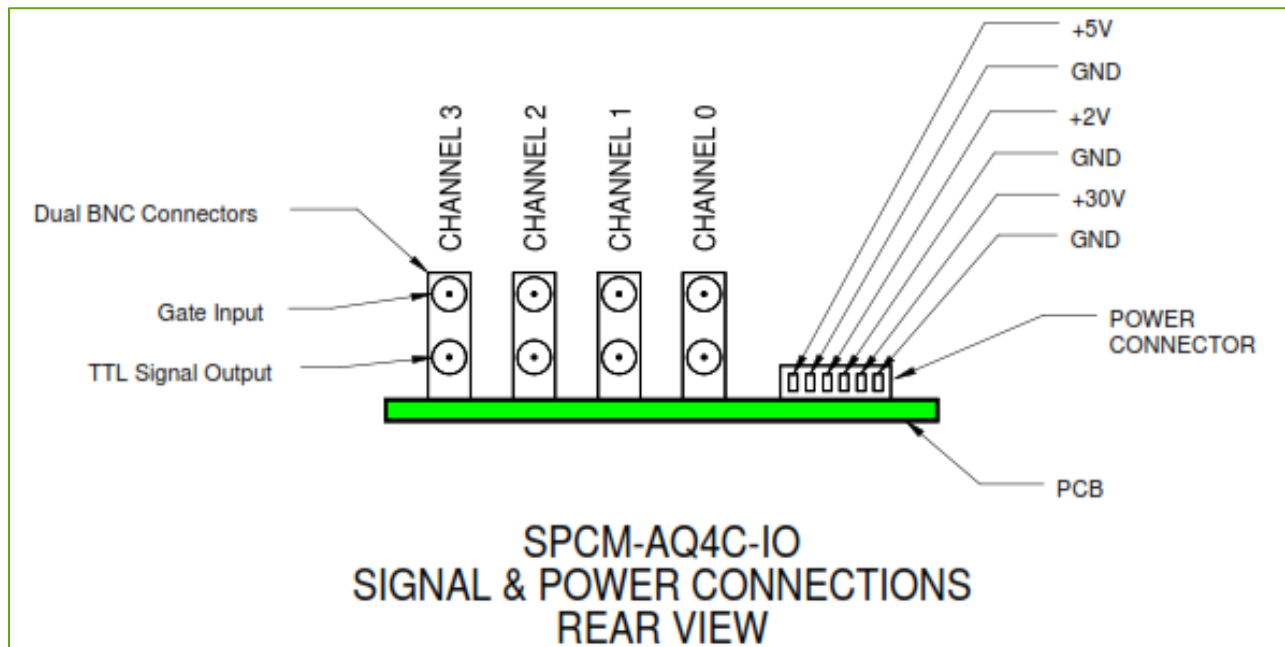 +5V
GND
+2V
GND
+30V
GND
CHANNEL 3
CHANNEL 2
CHANNEL 1
CHANNEL 0
Dual BNC Connectors
Gate Input
TTL Signal Output
POWER
CONNECTOR
PCB
SPCM-AQ4C-IO
SIGNAL & POWER CONNECTIONS
REAR VIEW